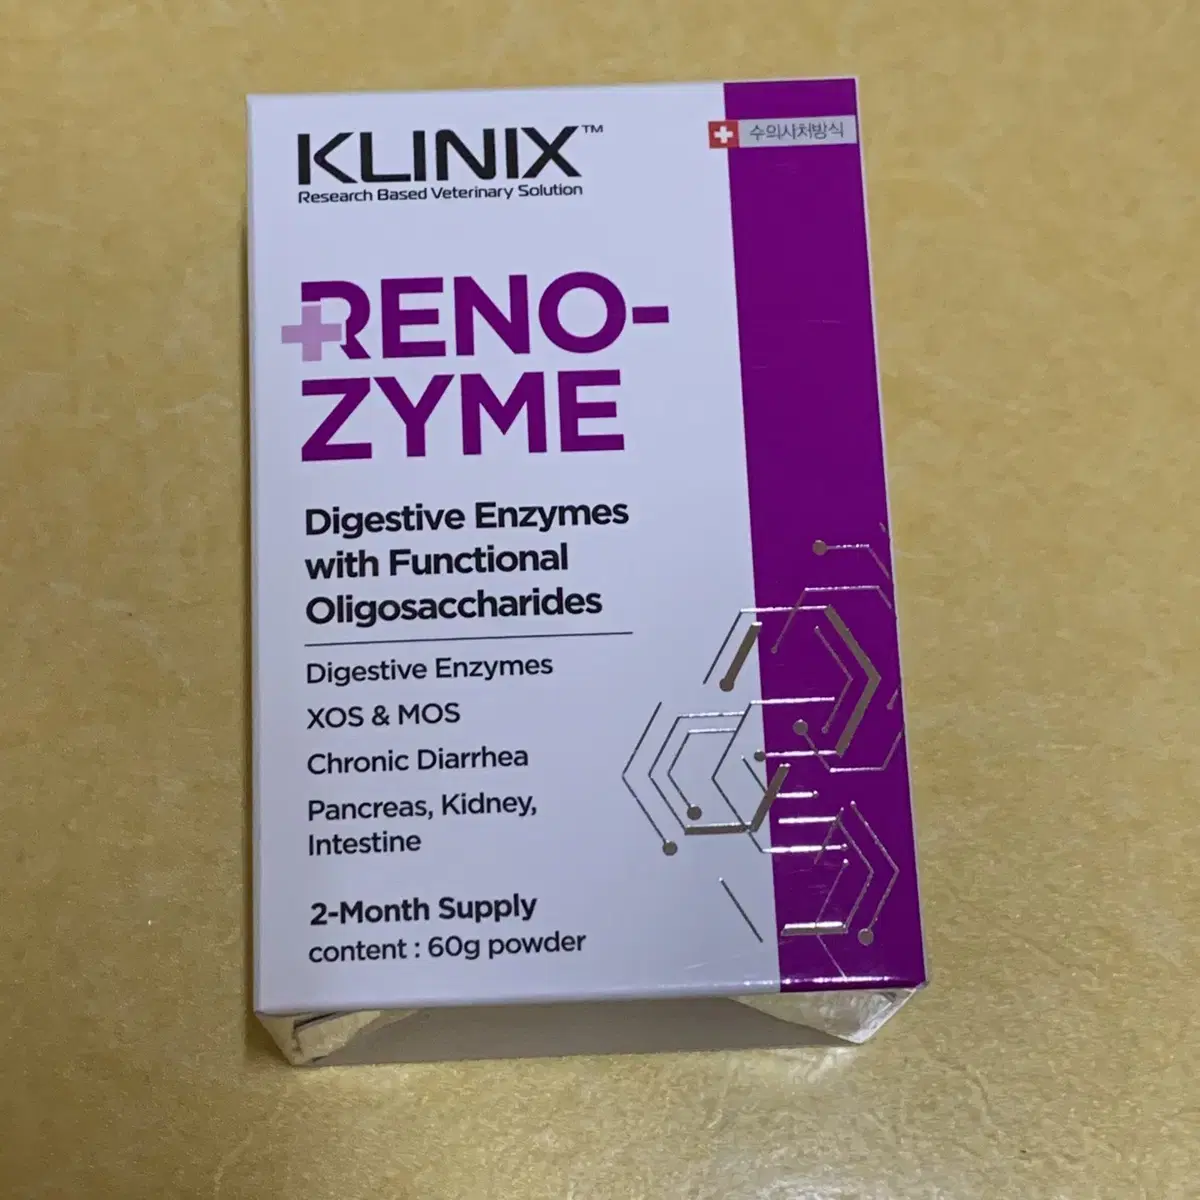 KLINIX™
Research Based Veterinary Solution
수의사처방식
RENO-
ZYME
Digestive Enzymes
with Functional
Oligosaccharides
Digestive Enzymes
XOS & MOS
Chronic Diarrhea
Pancreas, Kidney,
Intestine
2-Month Supply
content : 60g powder